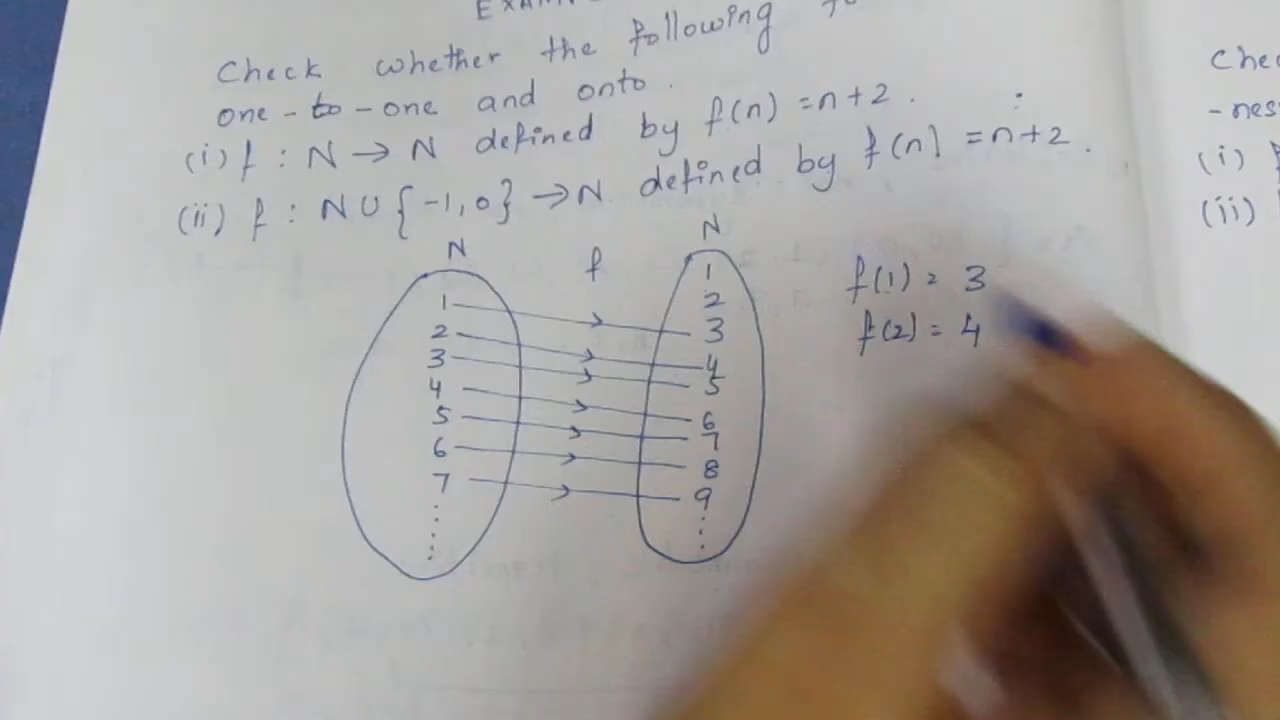 Check whether the following
one-to-one and onto.
(i) f : N → N defined by f(n) = n+2.
(ii) f : N ∪ {-1,0} → N defined by f(n) = n+2.
N f N
1 1
2 2
3 3
4 4
5 5
6 6
7 7
8
9
f(1) = 3
f(2) = 4
(i)
(ii)